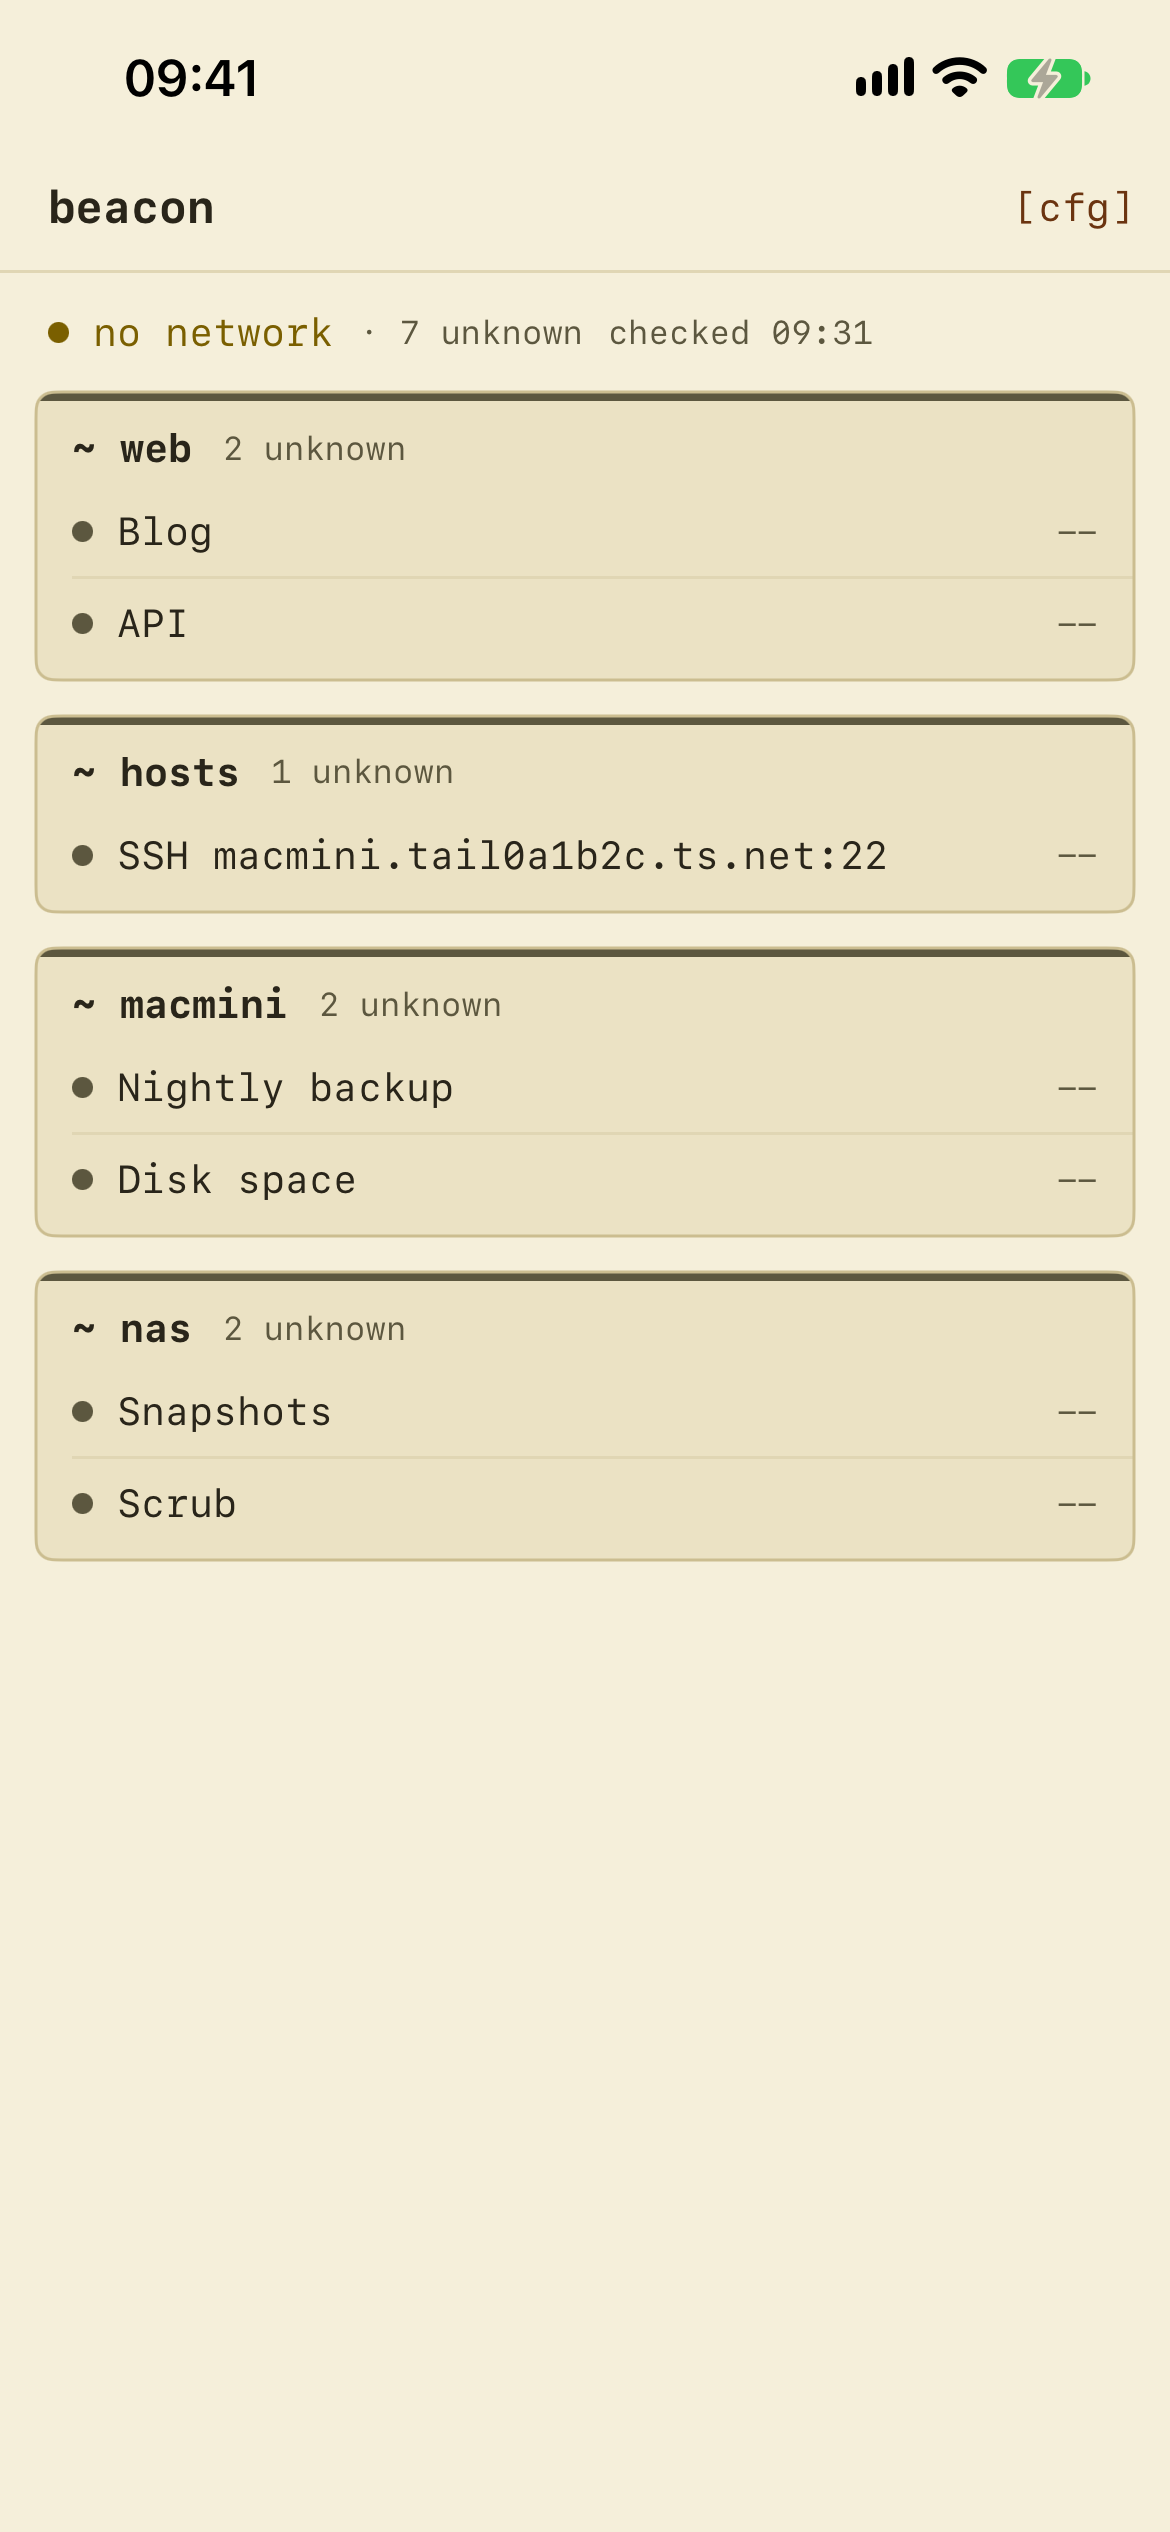 09:41
beacon [cfg]
no network · 7 unknown checked 09:31
~ web 2 unknown
Blog --
API --
~ hosts 1 unknown
SSH macmini.tail0a1b2c.ts.net:22 --
~ macmini 2 unknown
Nightly backup --
Disk space --
~ nas 2 unknown
Snapshots --
Scrub --